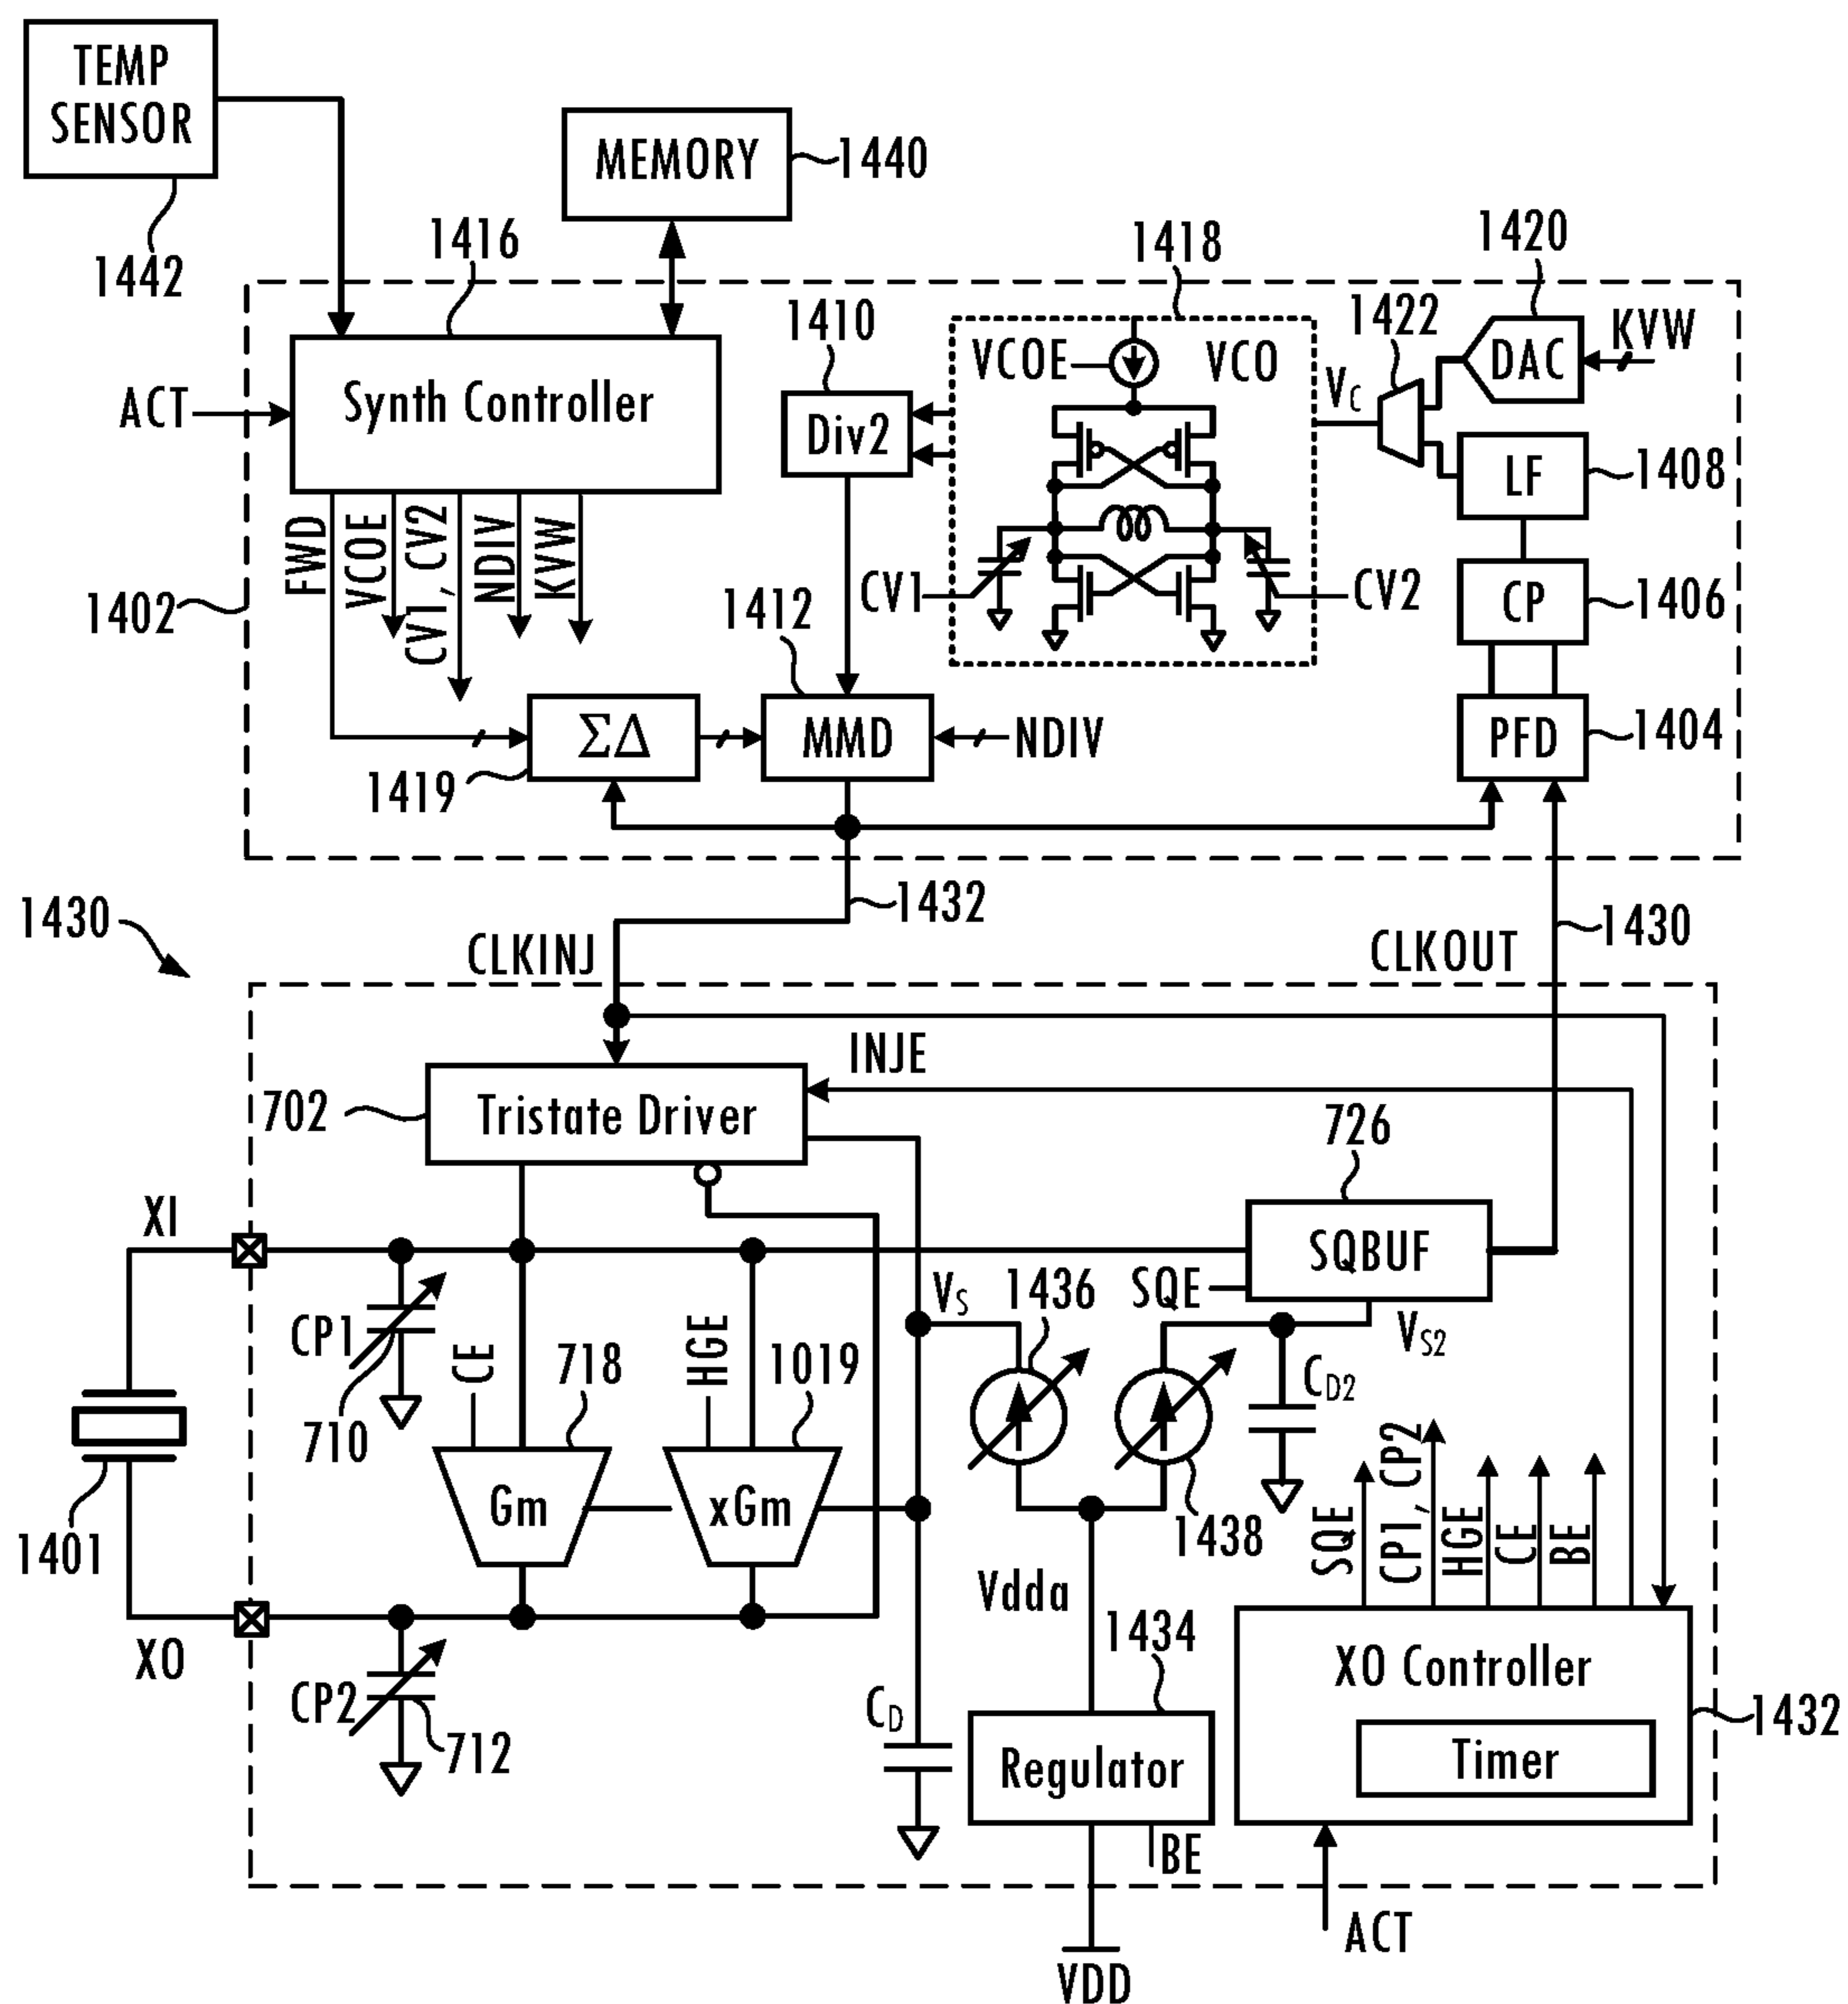 TEMP
SENSOR
1442
MEMORY
1440
1416
1418
1420
1410
1422
ACT
Synth Controller
Div2
VCOE
VCO
VC
DAC
KVW
LF
1408
FWD
VCOE
CV1, CV2
NDIV
KVW
1402
CV1
CV2
CP
1406
1412
ΣΔ
1419
MMD
NDIV
PFD
1404
1432
1430
CLKINJ
CLKOUT
1430
INJE
702
Tristate Driver
726
XI
SQBUF
SQE
VS
1436
VS2
CP1
710
CE
718
HGE
1019
CD2
1401
Gm
xGm
1438
SQE
CP1, CP2
HGE
CE
BE
Vdda
XO
1434
CP2
712
CD
Regulator
XO Controller
Timer
1432
BE
ACT
VDD